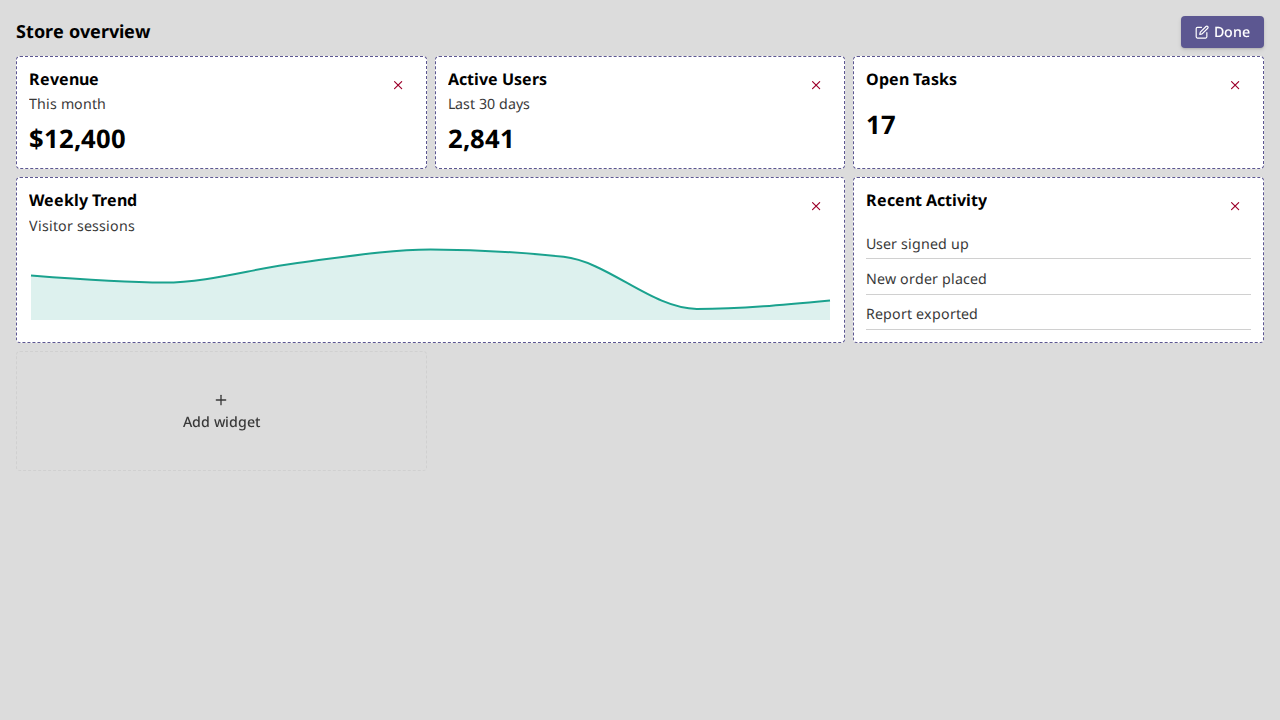 Store overview
Done
Revenue
This month
$12,400
Active Users
Last 30 days
2,841
Open Tasks
17
Weekly Trend
Visitor sessions
Recent Activity
User signed up
New order placed
Report exported
Add widget